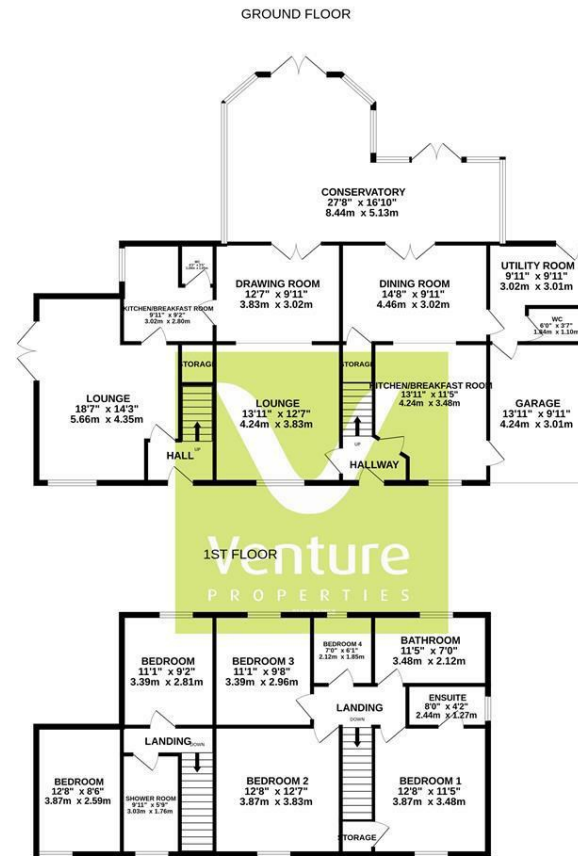 GROUND FLOOR
CONSERVATORY
27'8" x 16'10"
8.44m x 5.13m
WC
KITCHEN/BREAKFAST ROOM
9'11" x 9'2"
3.02m x 2.80m
DRAWING ROOM
12'7" x 9'11"
3.83m x 3.02m
DINING ROOM
14'8" x 9'11"
4.46m x 3.02m
UTILITY ROOM
9'11" x 9'11"
3.02m x 3.01m
WC
6'0" x 3'7"
1.84m x 1.10m
STORAGE
STORAGE
LOUNGE
18'7" x 14'3"
5.66m x 4.35m
LOUNGE
13'11" x 12'7"
4.24m x 3.83m
KITCHEN/BREAKFAST ROOM
13'11" x 11'5"
4.24m x 3.48m
GARAGE
13'11" x 9'11"
4.24m x 3.01m
UP
HALL
UP
HALLWAY
1ST FLOOR
Venture
PROPERTIES
BEDROOM
11'1" x 9'2"
3.39m x 2.81m
BEDROOM 3
11'1" x 9'8"
3.39m x 2.96m
BEDROOM 4
7'0" x 6'1"
2.12m x 1.85m
BATHROOM
11'5" x 7'0"
3.48m x 2.12m
ENSUITE
8'0" x 4'2"
2.44m x 1.27m
LANDING
DOWN
LANDING
DOWN
BEDROOM
12'8" x 8'6"
3.87m x 2.59m
SHOWER ROOM
9'11" x 5'9"
3.03m x 1.76m
BEDROOM 2
12'8" x 12'7"
3.87m x 3.83m
BEDROOM 1
12'8" x 11'5"
3.87m x 3.48m
STORAGE